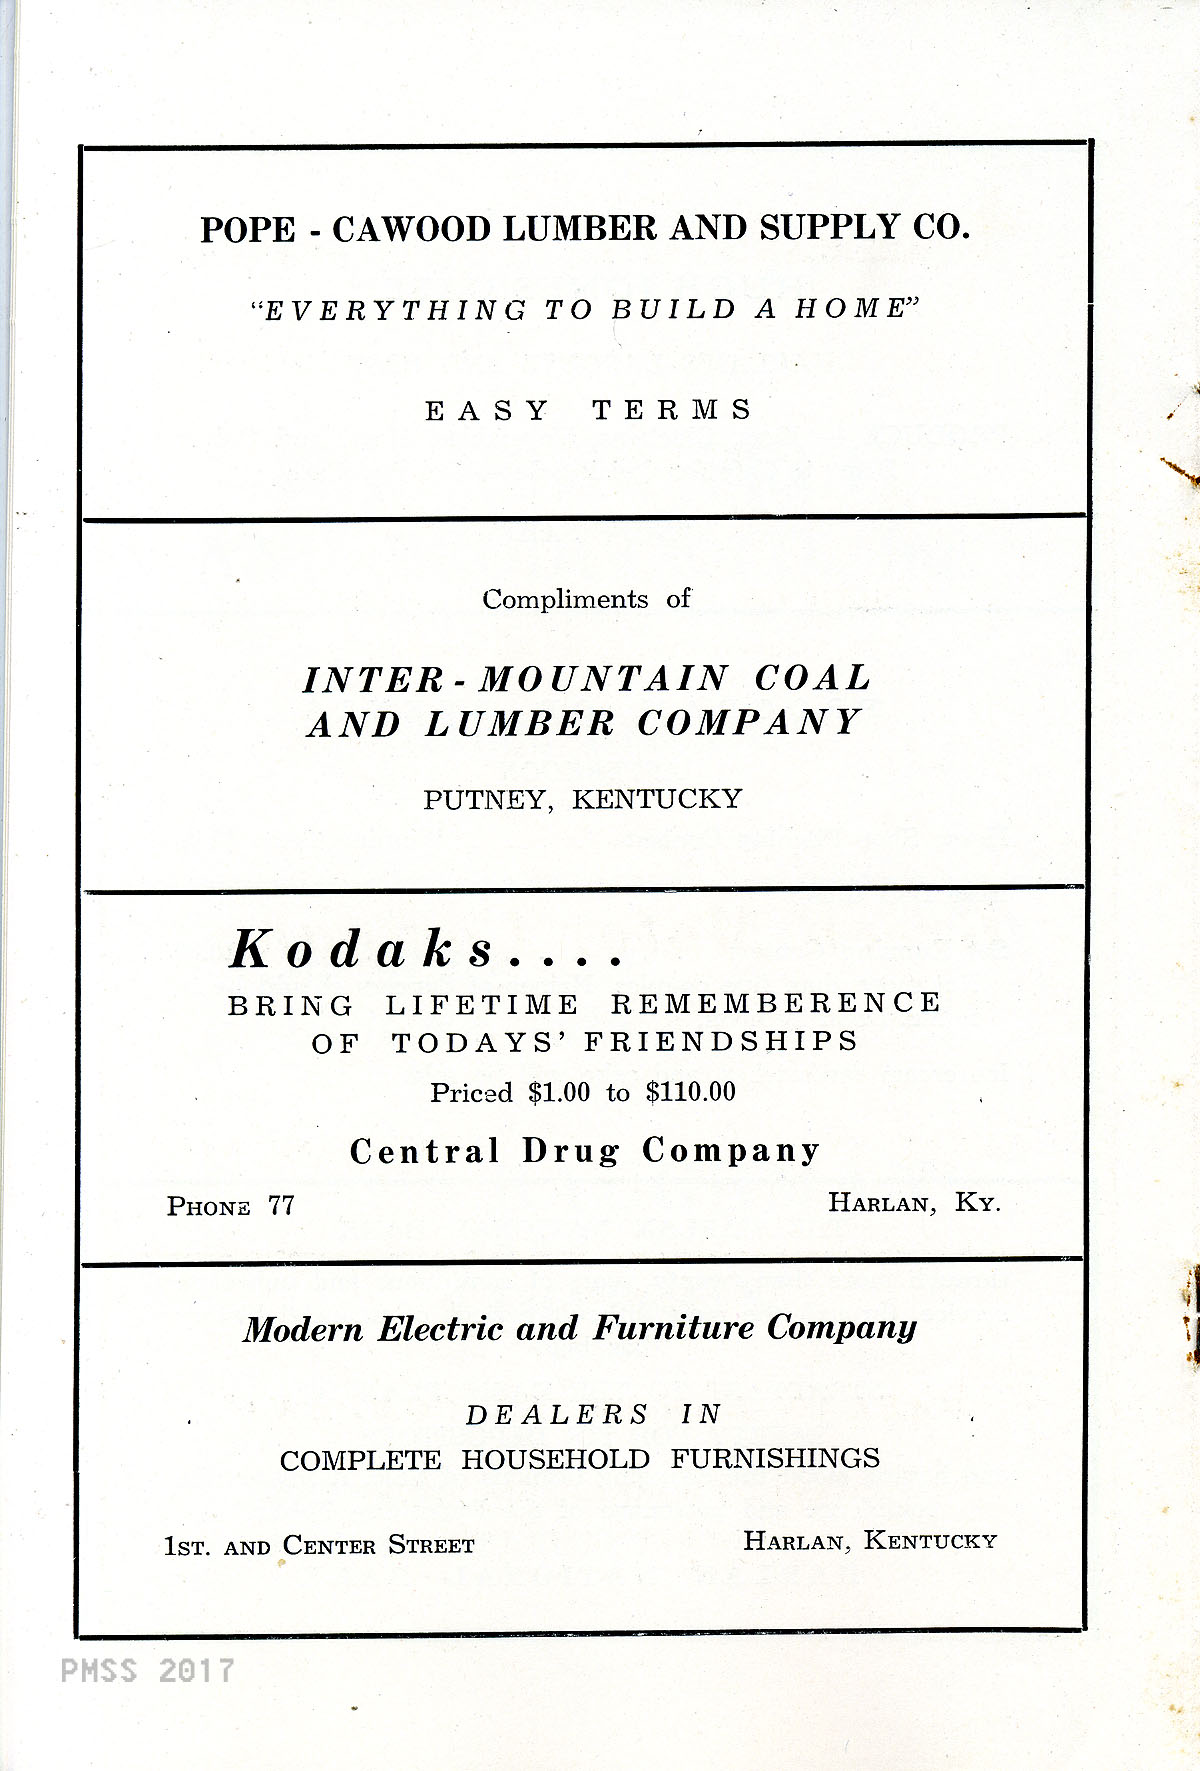 POPE - CAWOOD LUMBER AND SUPPLY CO.
“EVERYTHING TO BUILD A HOME”
EASY TERMS
Compliments of
INTER - MOUNTAIN COAL
AND LUMBER COMPANY
PUTNEY, KENTUCKY
Kodaks....
BRING LIFETIME REMEMBERENCE
OF TODAYS’ FRIENDSHIPS
Priced $1.00 to $110.00
Central Drug Company
PHONE 77 HARLAN, KY.
Modern Electric and Furniture Company
DEALERS IN
COMPLETE HOUSEHOLD FURNISHINGS
1ST. AND CENTER STREET HARLAN, KENTUCKY
PMSS 2017